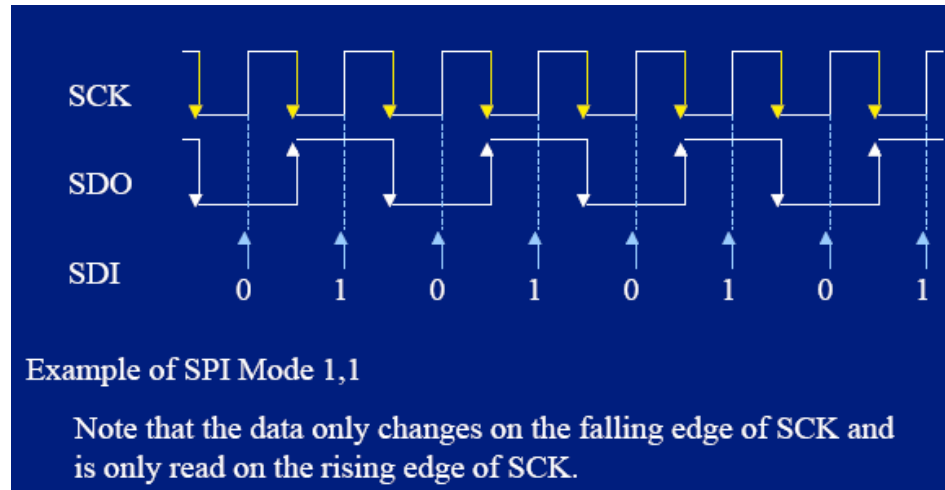 SCK
SDO
SDI
0 1 0 1 0 1 0 1
Example of SPI Mode 1,1
Note that the data only changes on the falling edge of SCK and
is only read on the rising edge of SCK.